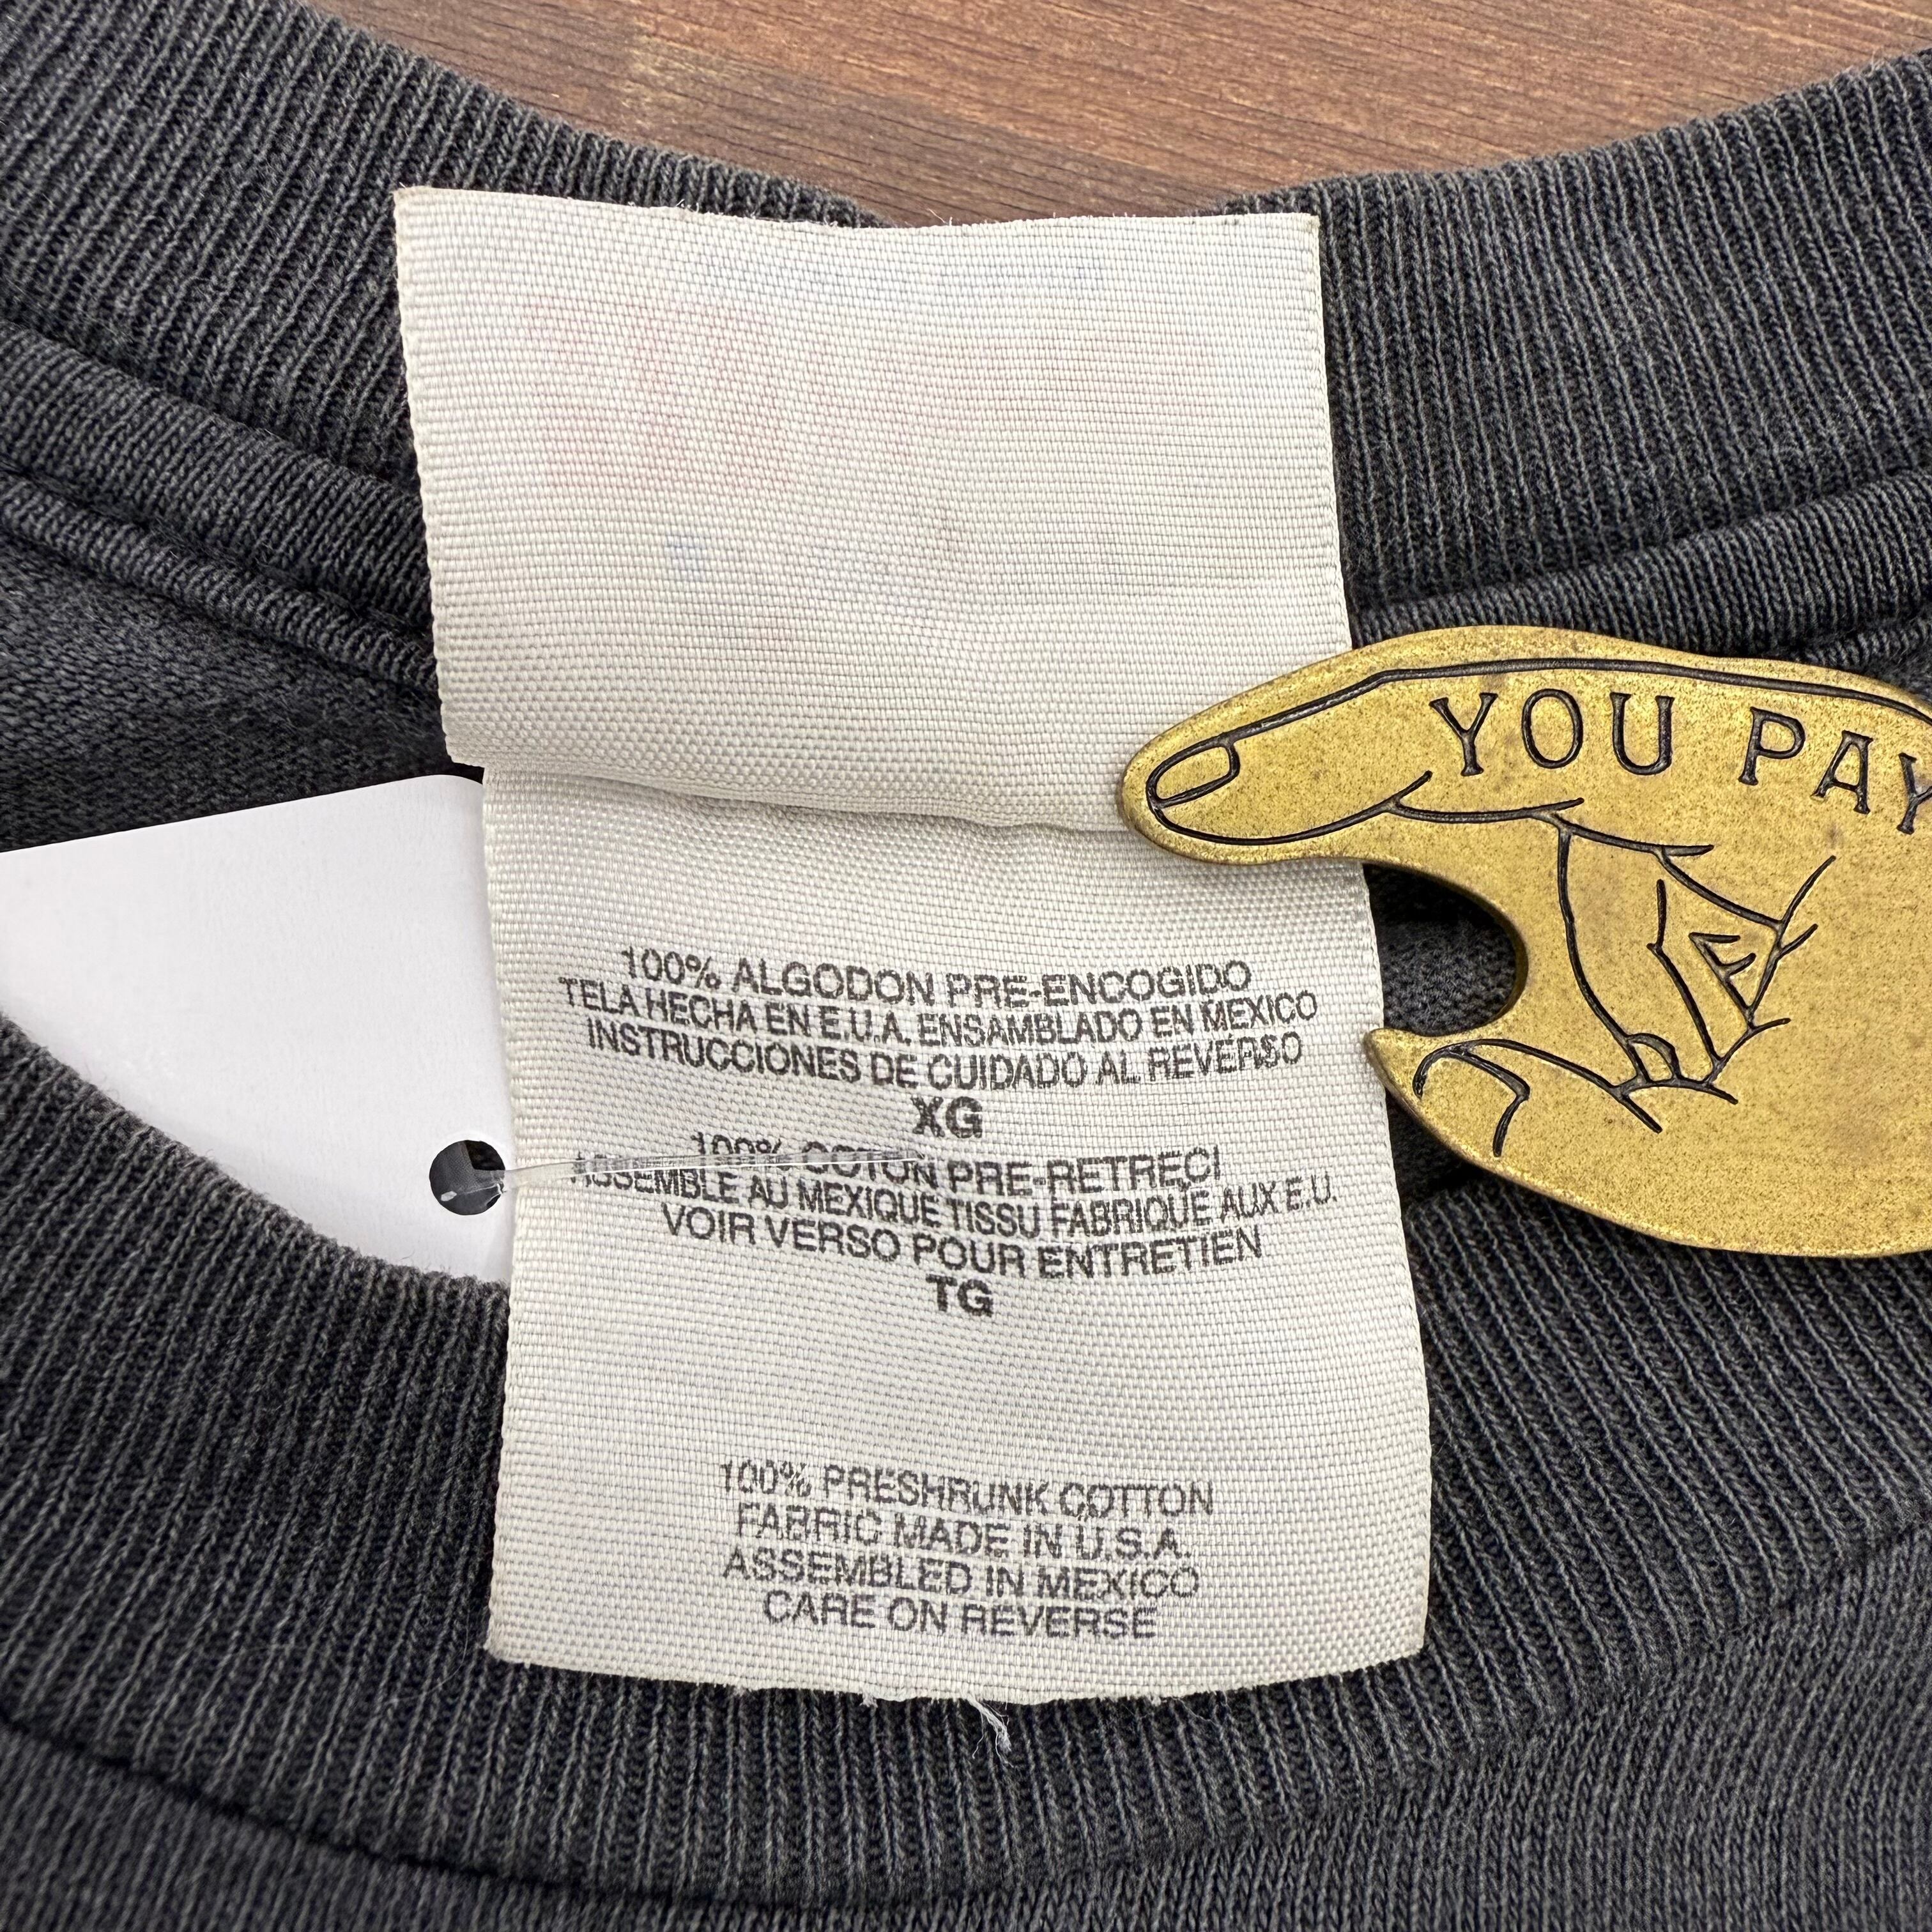 YOU PAY
100% ALGODON PRE-ENCOGIDO
TELA HECHA EN E.U.A. ENSAMBLADO EN MEXICO
INSTRUCCIONES DE CUIDADO AL REVERSO
XG
100% COTON PRE-RETRECI
ASSEMBLE AU MEXIQUE TISSU FABRIQUE AUX E.U.
VOIR VERSO POUR ENTRETIEN
TG
100% PRESHRUNK COTTON
FABRIC MADE IN U.S.A.
ASSEMBLED IN MEXICO
CARE ON REVERSE